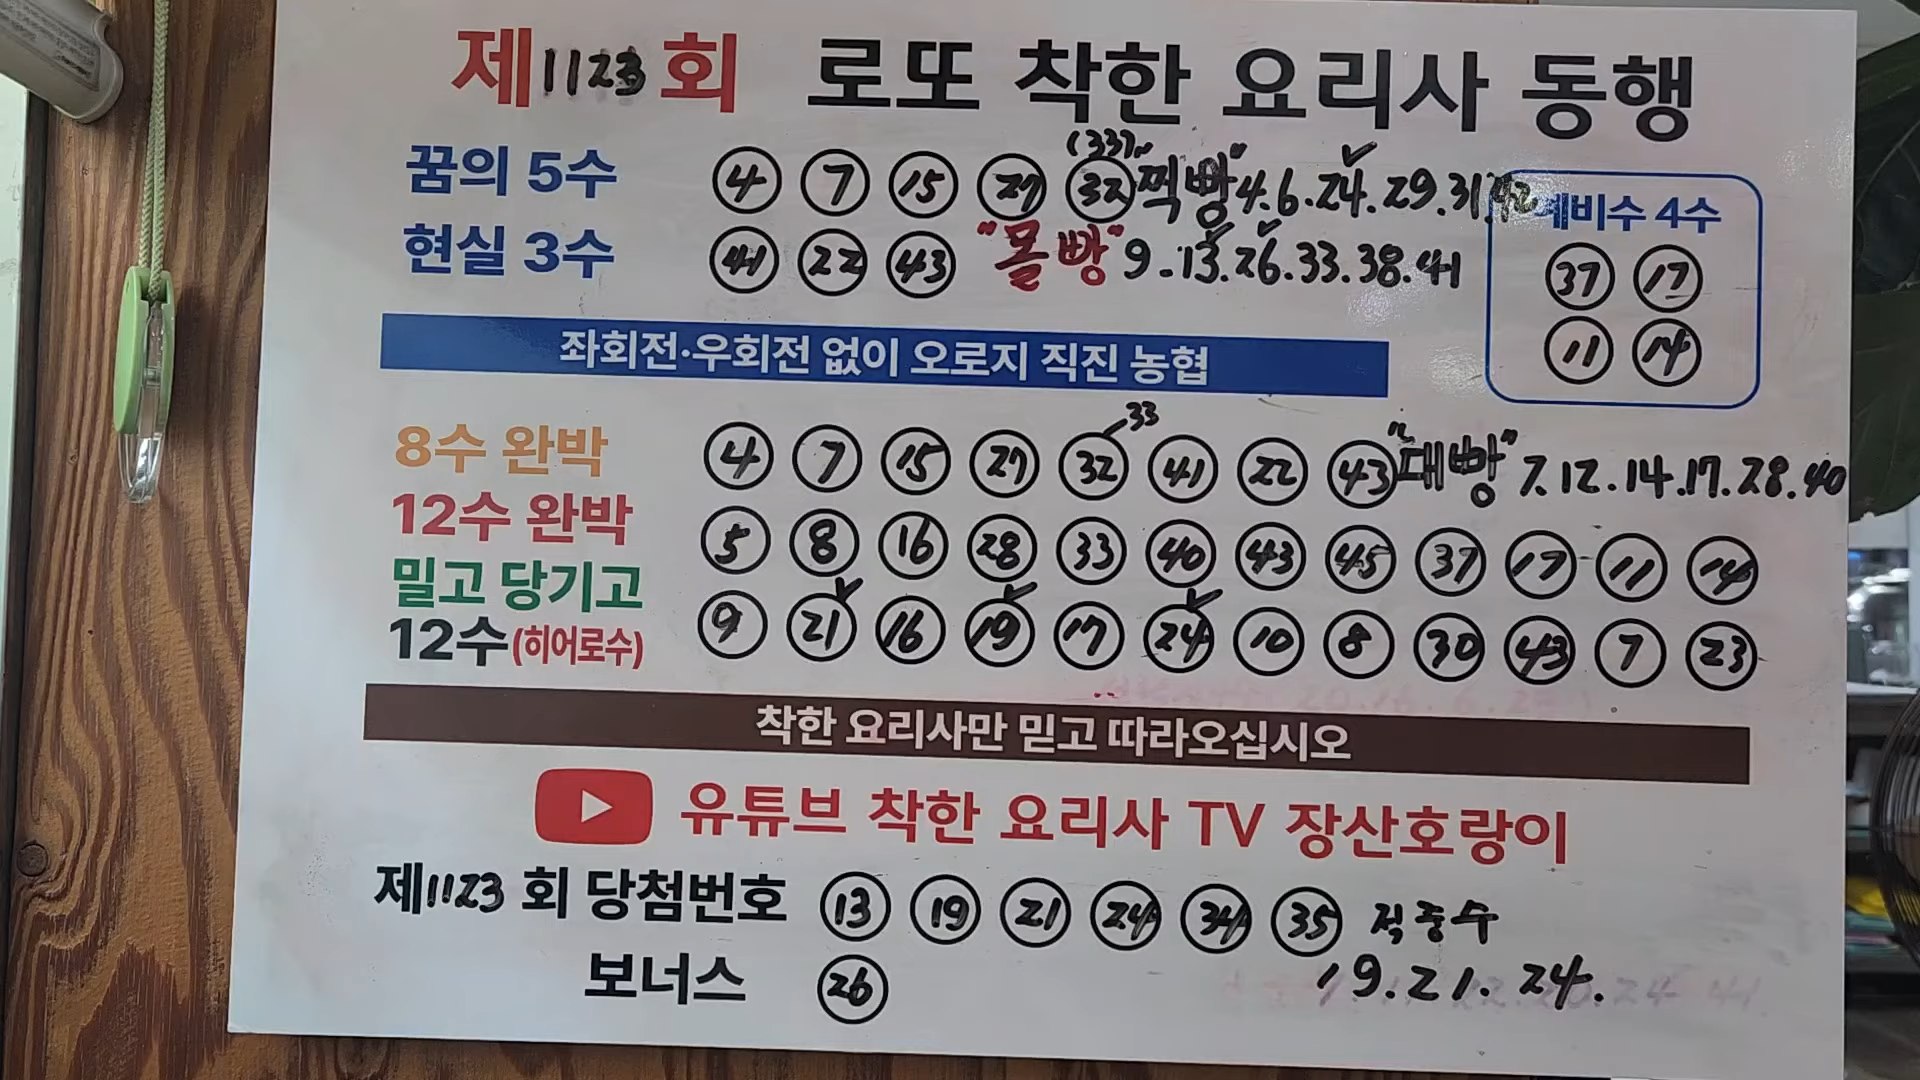 제1123회 로또 착한 요리사 동행
꿈의 5수 4 7 15 27 32 (33) "찍빵" 4.6.24.29.31.42
현실 3수 41 22 43 "몰빵" 9.13.26.33.38.41
예비수 4수
37 17
11 14
좌회전·우회전 없이 오로지 직진 농협
8수 완박 4 7 15 27 32 33 41 22 43 "대빵" 7.12.14.17.28.40
12수 완박 5 8 16 28 33 40 43 45 37 17 11 14
밀고 당기고
12수(히어로수) 9 21 16 19 17 24 10 8 30 43 7 23
착한 요리사만 믿고 따라오십시오
유튜브 착한 요리사 TV 장산호랑이
제1123회 당첨번호 13 19 21 24 34 35 적중수
보너스 26 19.21.24.